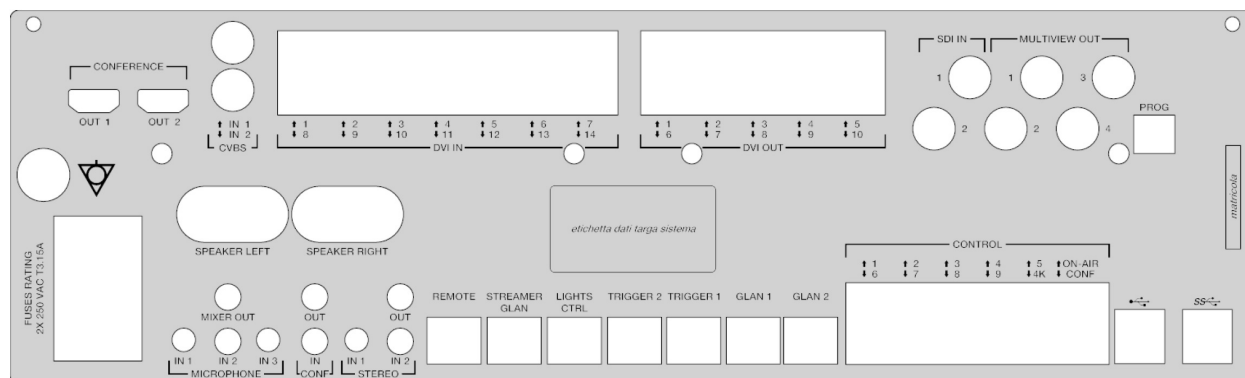 CONFERENCE
OUT 1 OUT 2
↑ IN 1
↓ IN 2
CVBS
↑ 1 ↑ 2 ↑ 3 ↑ 4 ↑ 5 ↑ 6 ↑ 7
↓ 8 ↓ 9 ↓ 10 ↓ 11 ↓ 12 ↓ 13 ↓ 14
DVI IN
↑ 1 ↑ 2 ↑ 3 ↑ 4 ↑ 5
↓ 6 ↓ 7 ↓ 8 ↓ 9 ↓ 10
DVI OUT
SDI IN MULTIVIEW OUT
1 1 3
2 2 4
PROG
matricola
FUSES RATING
2X 250 VAC T3.15A
SPEAKER LEFT SPEAKER RIGHT
etichetta dati targa sistema
MIXER OUT OUT OUT
IN 1 IN 2 IN 3 IN IN 1 IN 2
MICROPHONE CONF STEREO
REMOTE STREAMER GLAN LIGHTS CTRL TRIGGER 2 TRIGGER 1 GLAN 1 GLAN 2
CONTROL
↑ 1 ↑ 2 ↑ 3 ↑ 4 ↑ 5 ↑ON-AIR
↓ 6 ↓ 7 ↓ 8 ↓ 9 ↓4K ↓ CONF
SS